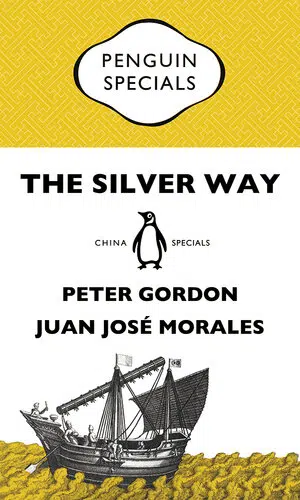 PENGUIN
SPECIALS
THE SILVER WAY
CHINA SPECIALS
PETER GORDON
JUAN JOSÉ MORALES